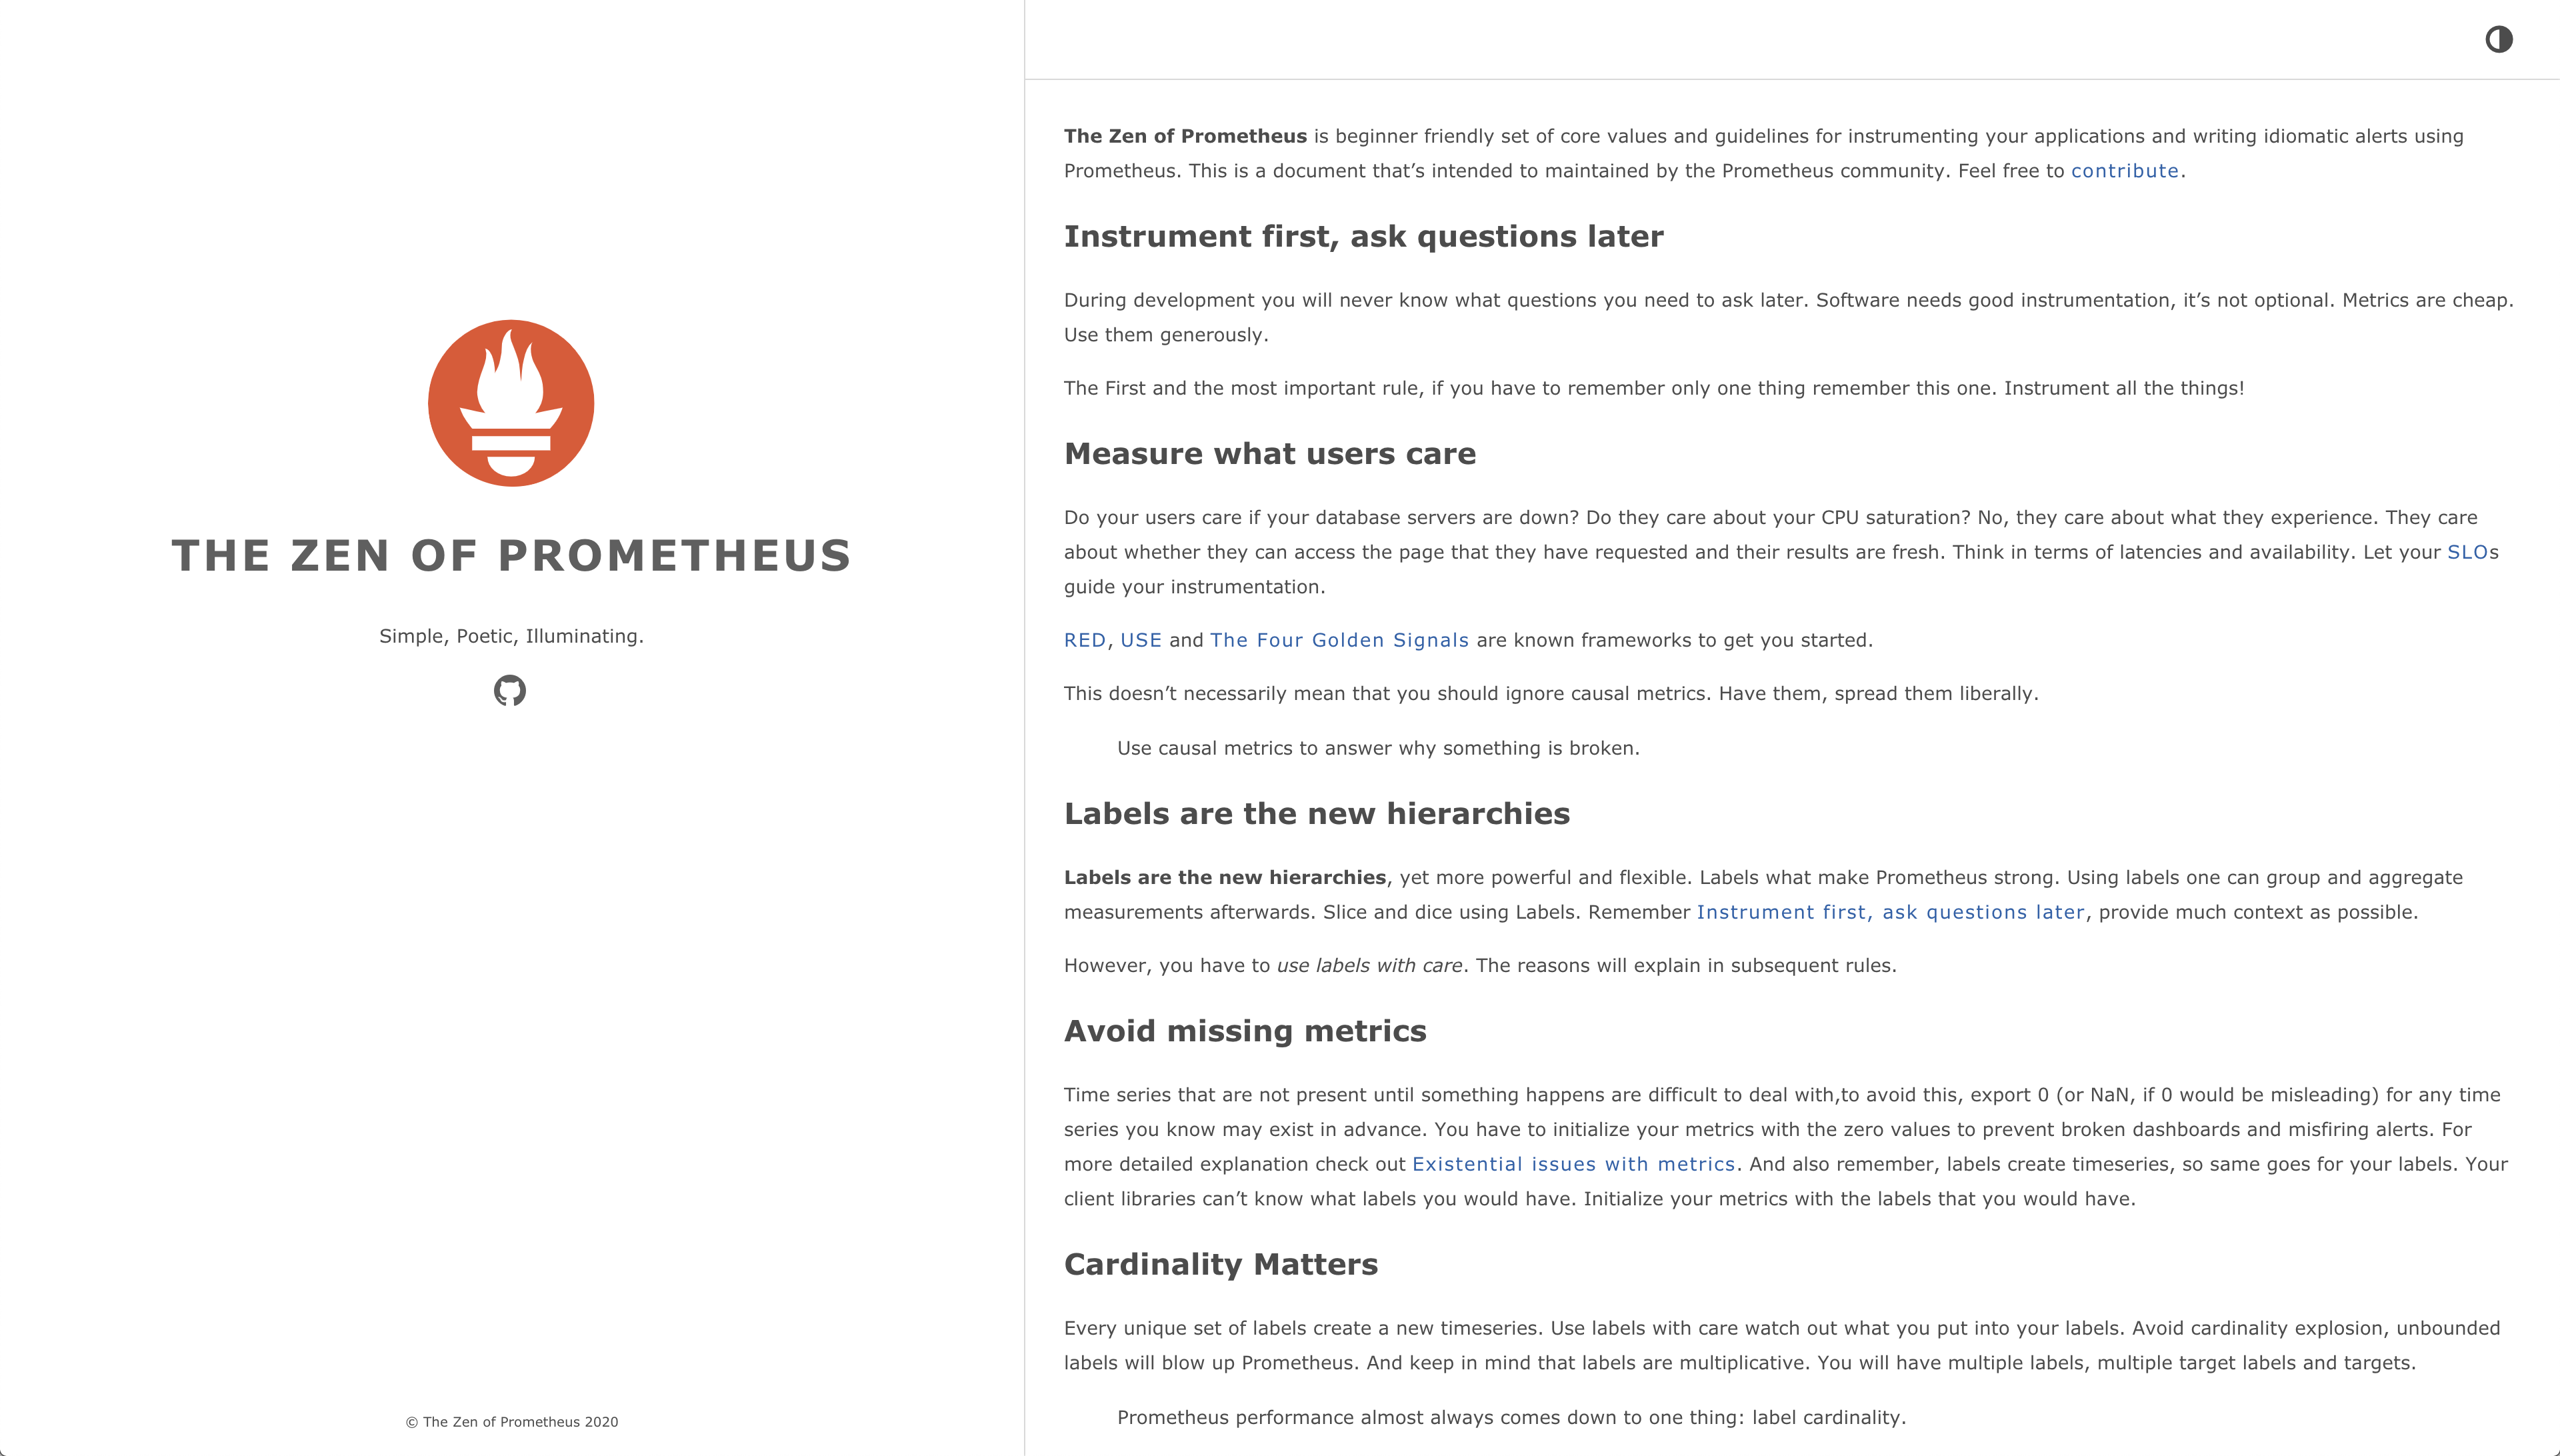 THE ZEN OF PROMETHEUS
Simple, Poetic, Illuminating.
© The Zen of Prometheus 2020
The Zen of Prometheus is beginner friendly set of core values and guidelines for instrumenting your applications and writing idiomatic alerts using
Prometheus. This is a document that’s intended to maintained by the Prometheus community. Feel free to contribute.
Instrument first, ask questions later
During development you will never know what questions you need to ask later. Software needs good instrumentation, it’s not optional. Metrics are cheap.
Use them generously.
The First and the most important rule, if you have to remember only one thing remember this one. Instrument all the things!
Measure what users care
Do your users care if your database servers are down? Do they care about your CPU saturation? No, they care about what they experience. They care
about whether they can access the page that they have requested and their results are fresh. Think in terms of latencies and availability. Let your SLOs
guide your instrumentation.
RED, USE and The Four Golden Signals are known frameworks to get you started.
This doesn’t necessarily mean that you should ignore causal metrics. Have them, spread them liberally.
Use causal metrics to answer why something is broken.
Labels are the new hierarchies
Labels are the new hierarchies, yet more powerful and flexible. Labels what make Prometheus strong. Using labels one can group and aggregate
measurements afterwards. Slice and dice using Labels. Remember Instrument first, ask questions later, provide much context as possible.
However, you have to use labels with care. The reasons will explain in subsequent rules.
Avoid missing metrics
Time series that are not present until something happens are difficult to deal with,to avoid this, export 0 (or NaN, if 0 would be misleading) for any time
series you know may exist in advance. You have to initialize your metrics with the zero values to prevent broken dashboards and misfiring alerts. For
more detailed explanation check out Existential issues with metrics. And also remember, labels create timeseries, so same goes for your labels. Your
client libraries can’t know what labels you would have. Initialize your metrics with the labels that you would have.
Cardinality Matters
Every unique set of labels create a new timeseries. Use labels with care watch out what you put into your labels. Avoid cardinality explosion, unbounded
labels will blow up Prometheus. And keep in mind that labels are multiplicative. You will have multiple labels, multiple target labels and targets.
Prometheus performance almost always comes down to one thing: label cardinality.